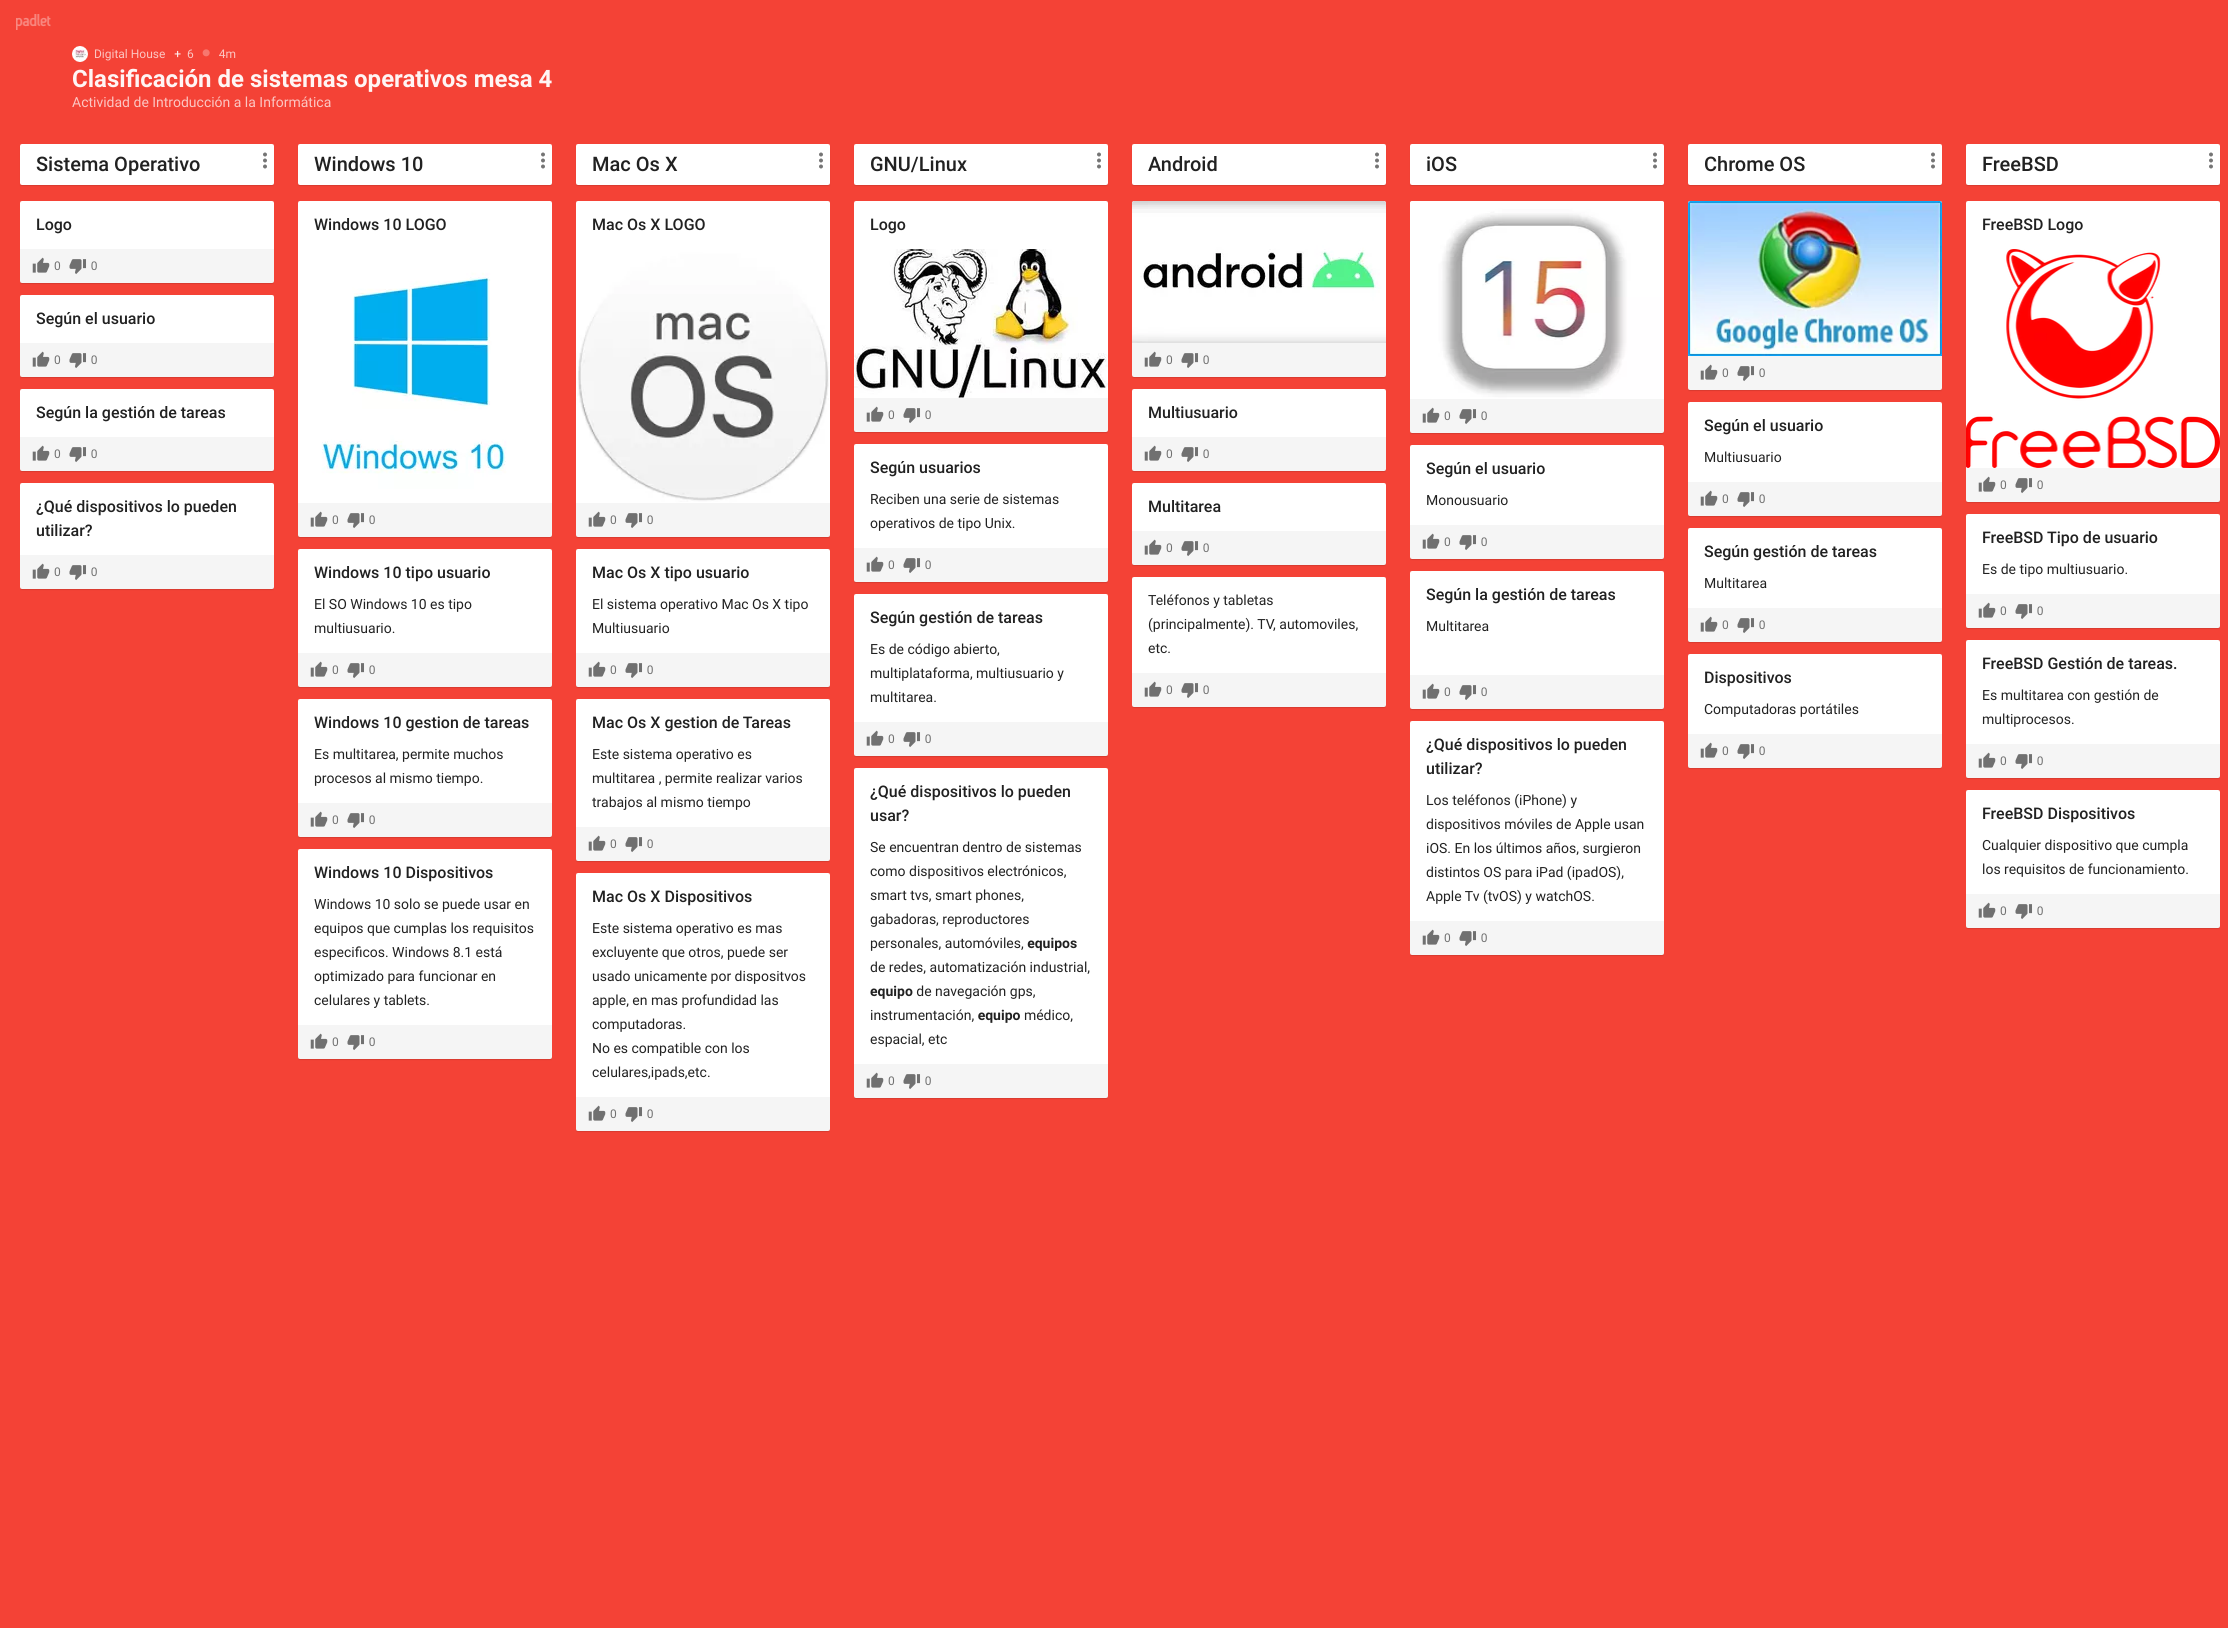 padlet
Digital House + 6 4m
Clasificación de sistemas operativos mesa 4
Actividad de Introducción a la Informática
Sistema Operativo
Logo
0 0
Según el usuario
0 0
Según la gestión de tareas
0 0
¿Qué dispositivos lo pueden
utilizar?
0 0
Windows 10
Windows 10 LOGO
Windows 10
0 0
Windows 10 tipo usuario
El SO Windows 10 es tipo
multiusuario.
0 0
Windows 10 gestion de tareas
Es multitarea, permite muchos
procesos al mismo tiempo.
0 0
Windows 10 Dispositivos
Windows 10 solo se puede usar en
equipos que cumplas los requisitos
especificos. Windows 8.1 está
optimizado para funcionar en
celulares y tablets.
0 0
Mac Os X
Mac Os X LOGO
mac
OS
0 0
Mac Os X tipo usuario
El sistema operativo Mac Os X tipo
Multiusuario
0 0
Mac Os X gestion de Tareas
Este sistema operativo es
multitarea , permite realizar varios
trabajos al mismo tiempo
0 0
Mac Os X Dispositivos
Este sistema operativo es mas
excluyente que otros, puede ser
usado unicamente por dispositvos
apple, en mas profundidad las
computadoras.
No es compatible con los
celulares,ipads,etc.
0 0
GNU/Linux
Logo
GNU/Linux
0 0
Según usuarios
Reciben una serie de sistemas
operativos de tipo Unix.
0 0
Según gestión de tareas
Es de código abierto,
multiplataforma, multiusuario y
multitarea.
0 0
¿Qué dispositivos lo pueden
usar?
Se encuentran dentro de sistemas
como dispositivos electrónicos,
smart tvs, smart phones,
gabadoras, reproductores
personales, automóviles, equipos
de redes, automatización industrial,
equipo de navegación gps,
instrumentación, equipo médico,
espacial, etc
0 0
Android
android
0 0
Multiusuario
0 0
Multitarea
0 0
Teléfonos y tabletas
(principalmente). TV, automoviles,
etc.
0 0
iOS
15
0 0
Según el usuario
Monousuario
0 0
Según la gestión de tareas
Multitarea
0 0
¿Qué dispositivos lo pueden
utilizar?
Los teléfonos (iPhone) y
dispositivos móviles de Apple usan
iOS. En los últimos años, surgieron
distintos OS para iPad (ipadOS),
Apple Tv (tvOS) y watchOS.
0 0
Chrome OS
Google Chrome OS
0 0
Según el usuario
Multiusuario
0 0
Según gestión de tareas
Multitarea
0 0
Dispositivos
Computadoras portátiles
0 0
FreeBSD
FreeBSD Logo
FreeBSD
0 0
FreeBSD Tipo de usuario
Es de tipo multiusuario.
0 0
FreeBSD Gestión de tareas.
Es multitarea con gestión de
multiprocesos.
0 0
FreeBSD Dispositivos
Cualquier dispositivo que cumpla
los requisitos de funcionamiento.
0 0